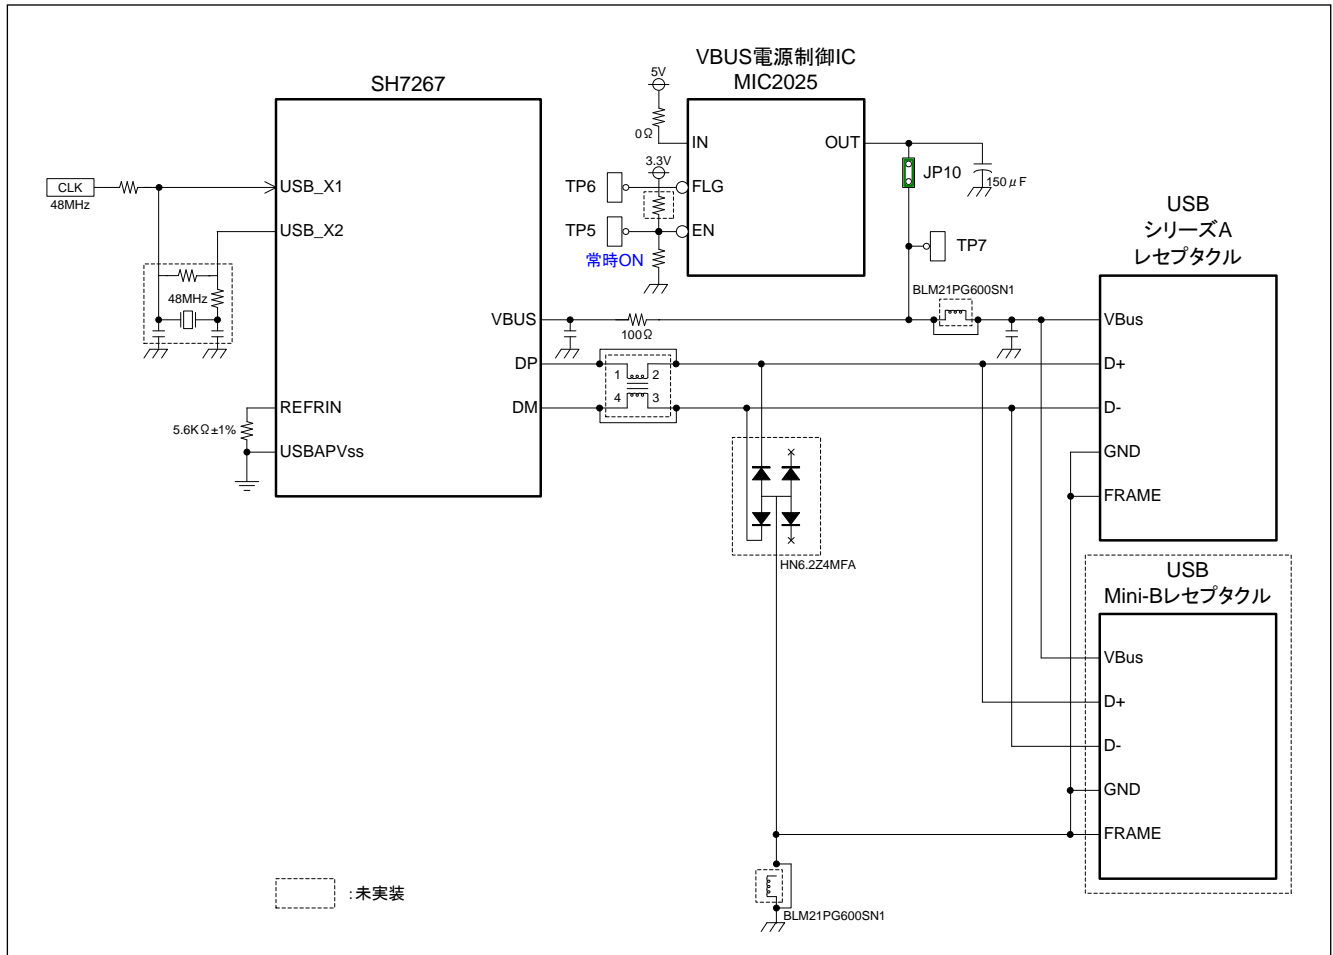 SH7267
VBUS電源制御IC
MIC2025
5V
0Ω
IN
OUT
3.3V
JP10
150μF
TP6
FLG
TP5
EN
常時ON
TP7
CLK
48MHz
USB_X1
USB_X2
48MHz
USB
シリーズA
レセプタクル
BLM21PG600SN1
VBUS
100Ω
VBus
DP
1
2
D+
4
3
DM
D-
REFRIN
5.6KΩ±1%
USBAPVss
GND
FRAME
HN6.2Z4MFA
USB
Mini-Bレセプタクル
VBus
D+
D-
GND
FRAME
:未実装
BLM21PG600SN1